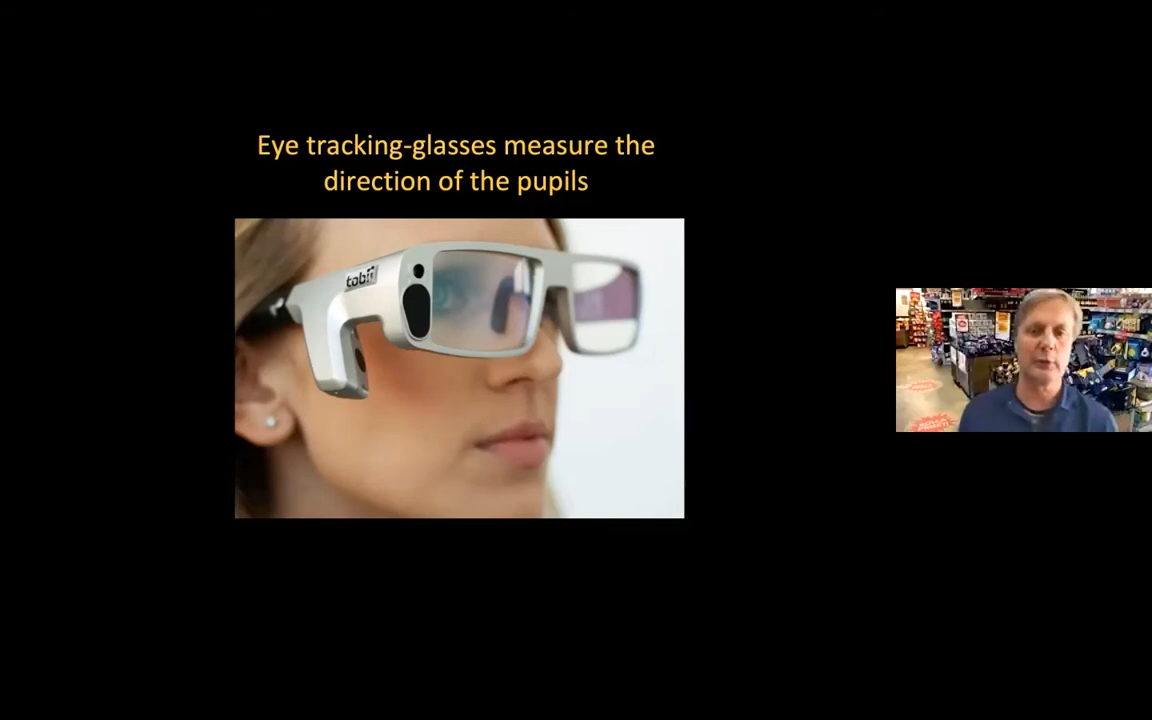 Eye tracking-glasses measure the
direction of the pupils
tobii